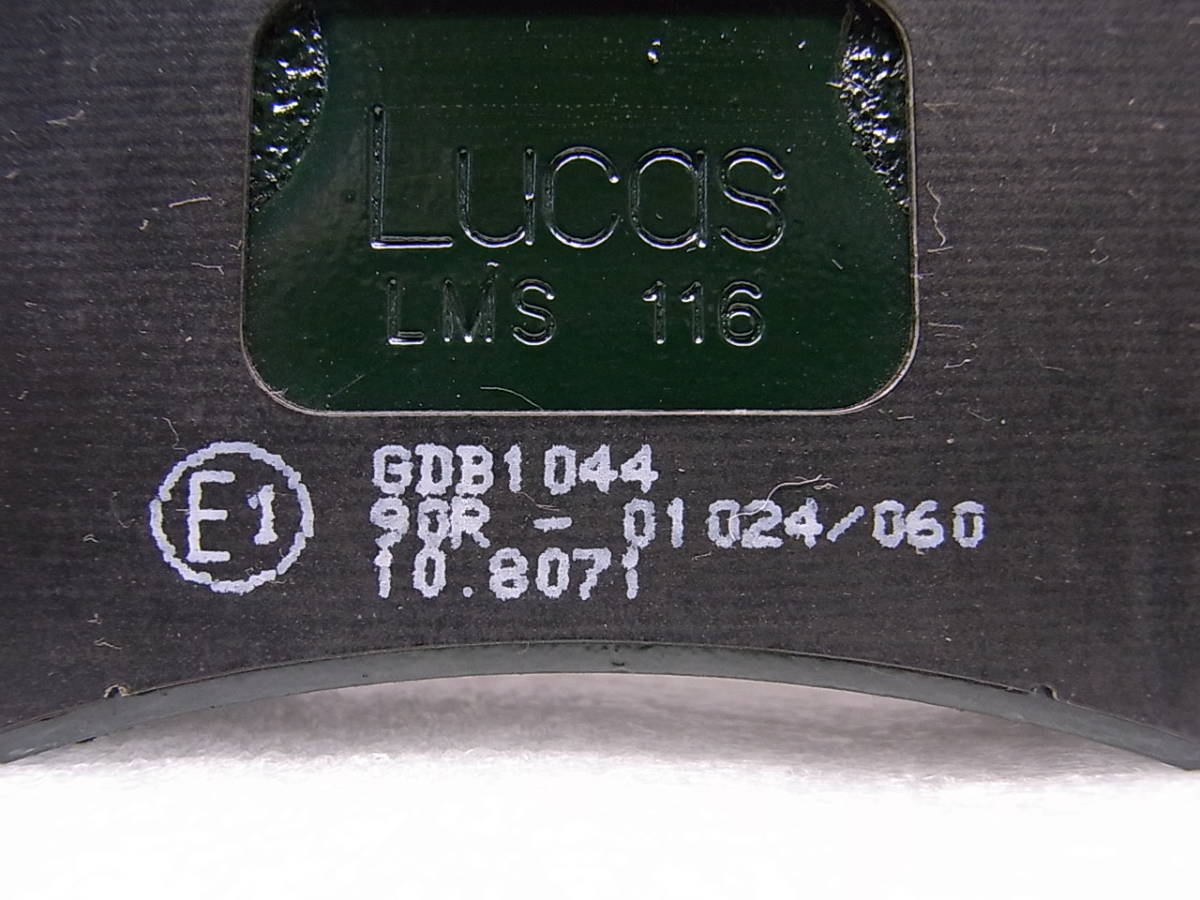 Lucas
LMS 116
E1
GDB1044
90R - 01024/060
10.8071